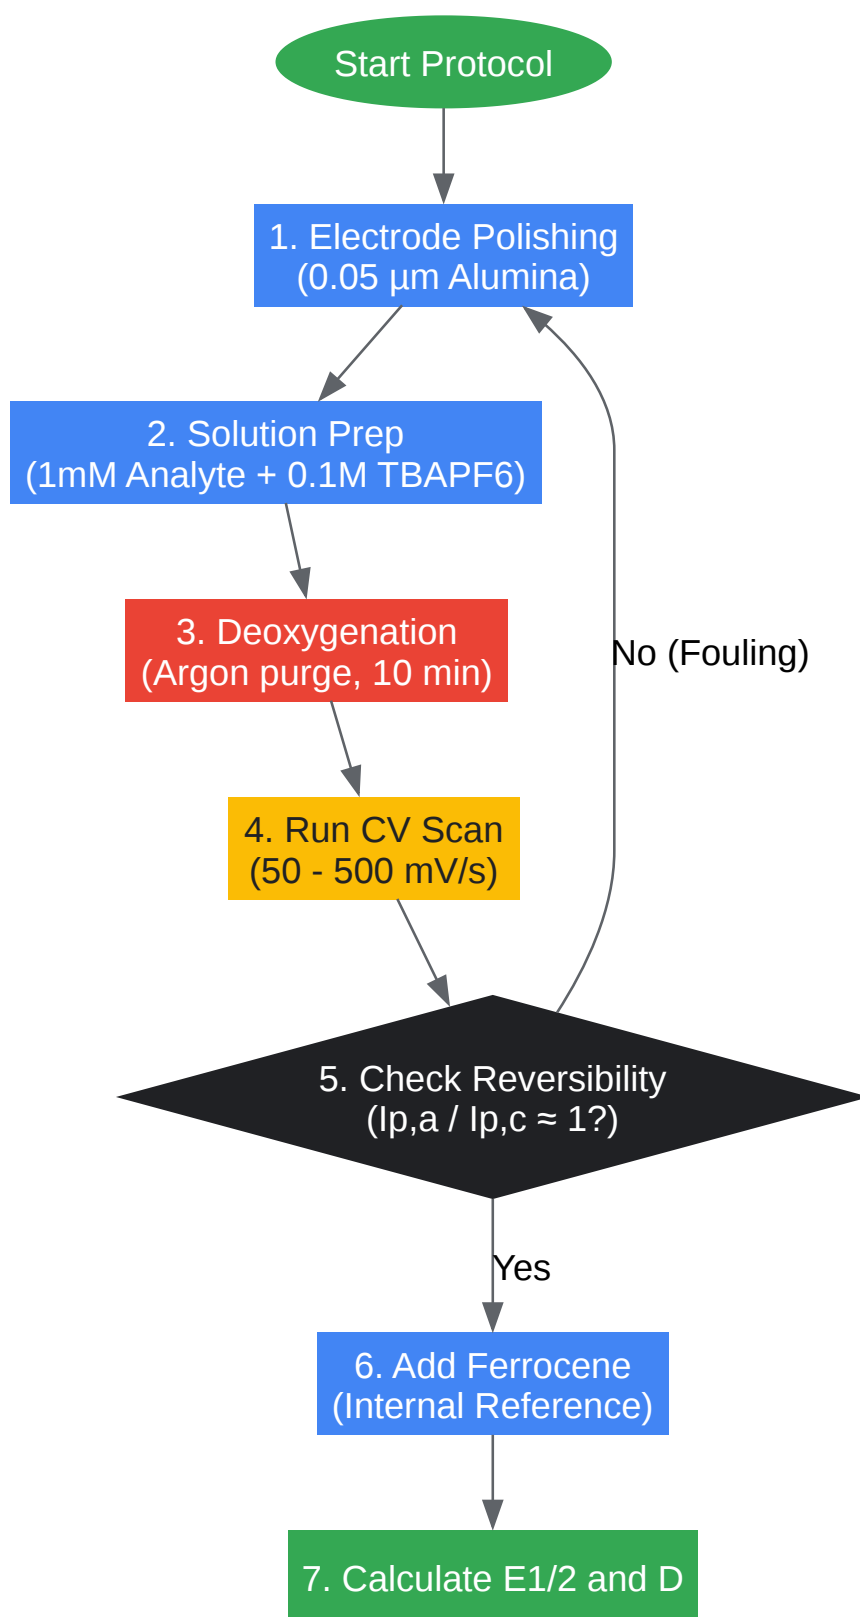 Start Protocol
1. Electrode Polishing
(0.05 µm Alumina)
2. Solution Prep
(1mM Analyte + 0.1M TBAPF6)
3. Deoxygenation
(Argon purge, 10 min)
No (Fouling)
4. Run CV Scan
(50 - 500 mV/s)
5. Check Reversibility
(Ip,a / Ip,c ≈ 1?)
Yes
6. Add Ferrocene
(Internal Reference)
7. Calculate E1/2 and D